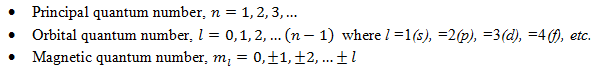 • Principal quantum number, n = 1, 2, 3, ...
• Orbital quantum number, l = 0, 1, 2, ... (n − 1) where l =1(s), =2(p), =3(d), =4(f), etc.
• Magnetic quantum number, mₗ = 0, ±1, ±2, ... ± l